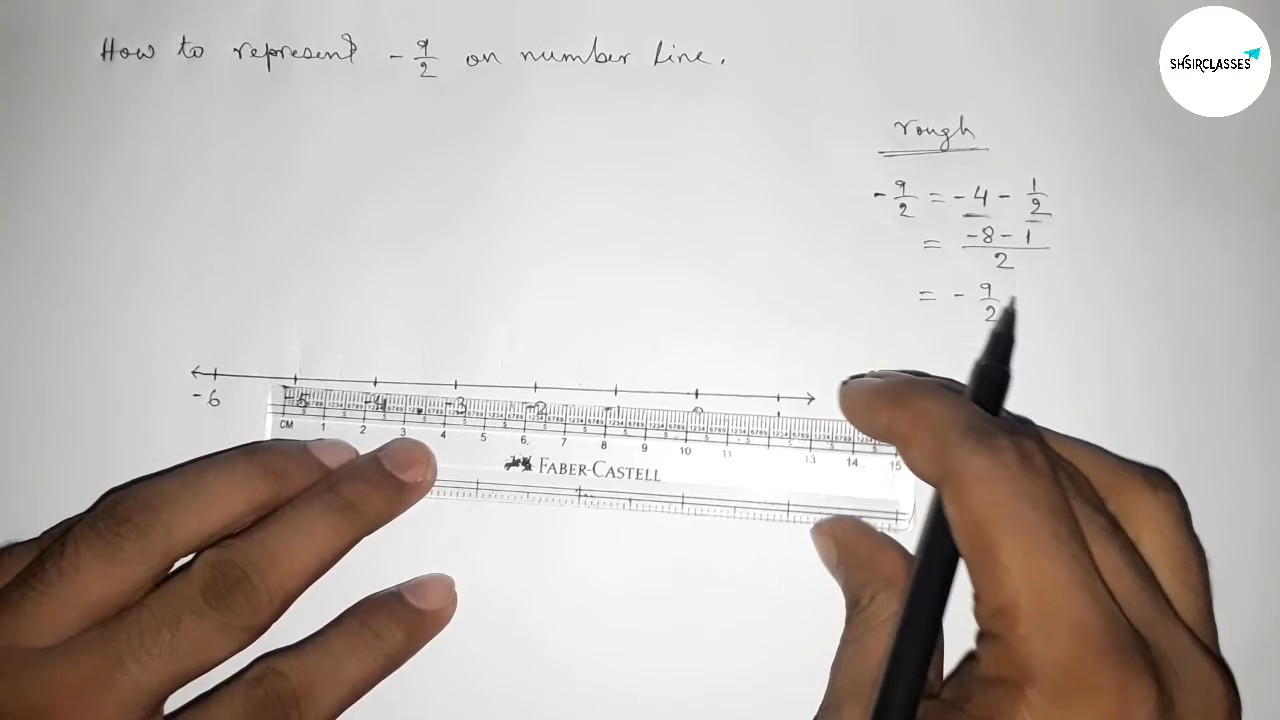 How to represent -9/2 on number line.
SHSIRCLASSES
rough
-9/2 = -4 - 1/2
= -8 - 1 / 2
= - 9/2
-6 -5 -4 -3 -2 -1 0
CM 1 2 3 4 5 6 7 8 9 10 11 13 14 15
FABER-CASTELL